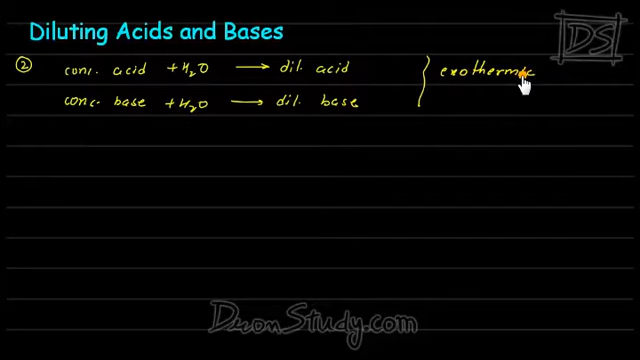 Diluting Acids and Bases
DS
② conc. acid + H₂O ⟶ dil. acid } exothermic
conc. base + H₂O ⟶ dil. base
DronStudy.com